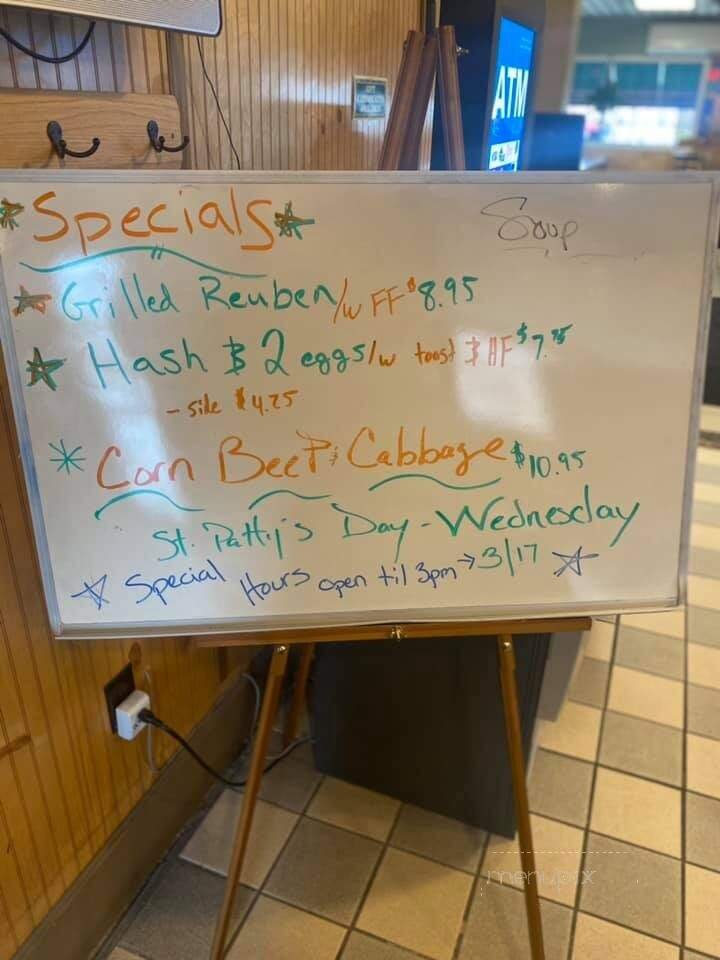 ATM
Specials
Soup
Grilled Reuben/w FF $8.95
Hash & 2 eggs/w toast & HF $7.95
- side $4.25
Corn Beef & Cabbage $10.95
St. Patty's Day - Wednesday
Special Hours open til 3pm → 3/17
menupix